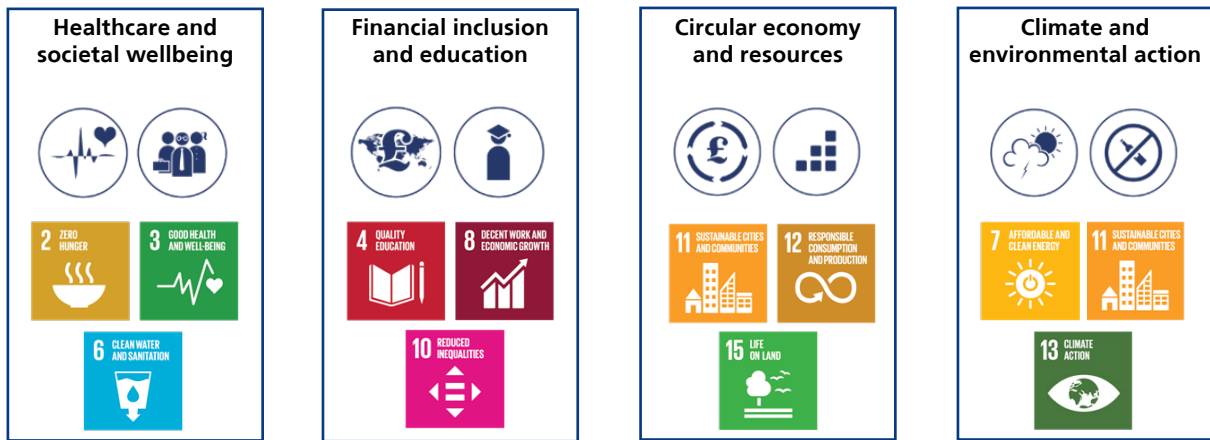 Healthcare and
societal wellbeing
2 ZERO
HUNGER
3 GOOD HEALTH
AND WELL-BEING
6 CLEAN WATER
AND SANITATION
Financial inclusion
and education
£
4 QUALITY
EDUCATION
8 DECENT WORK AND
ECONOMIC GROWTH
10 REDUCED
INEQUALITIES
Circular economy
and resources
£
11 SUSTAINABLE CITIES
AND COMMUNITIES
12 RESPONSIBLE
CONSUMPTION
AND PRODUCTION
15 LIFE
ON LAND
Climate and
environmental action
7 AFFORDABLE AND
CLEAN ENERGY
11 SUSTAINABLE CITIES
AND COMMUNITIES
13 CLIMATE
ACTION